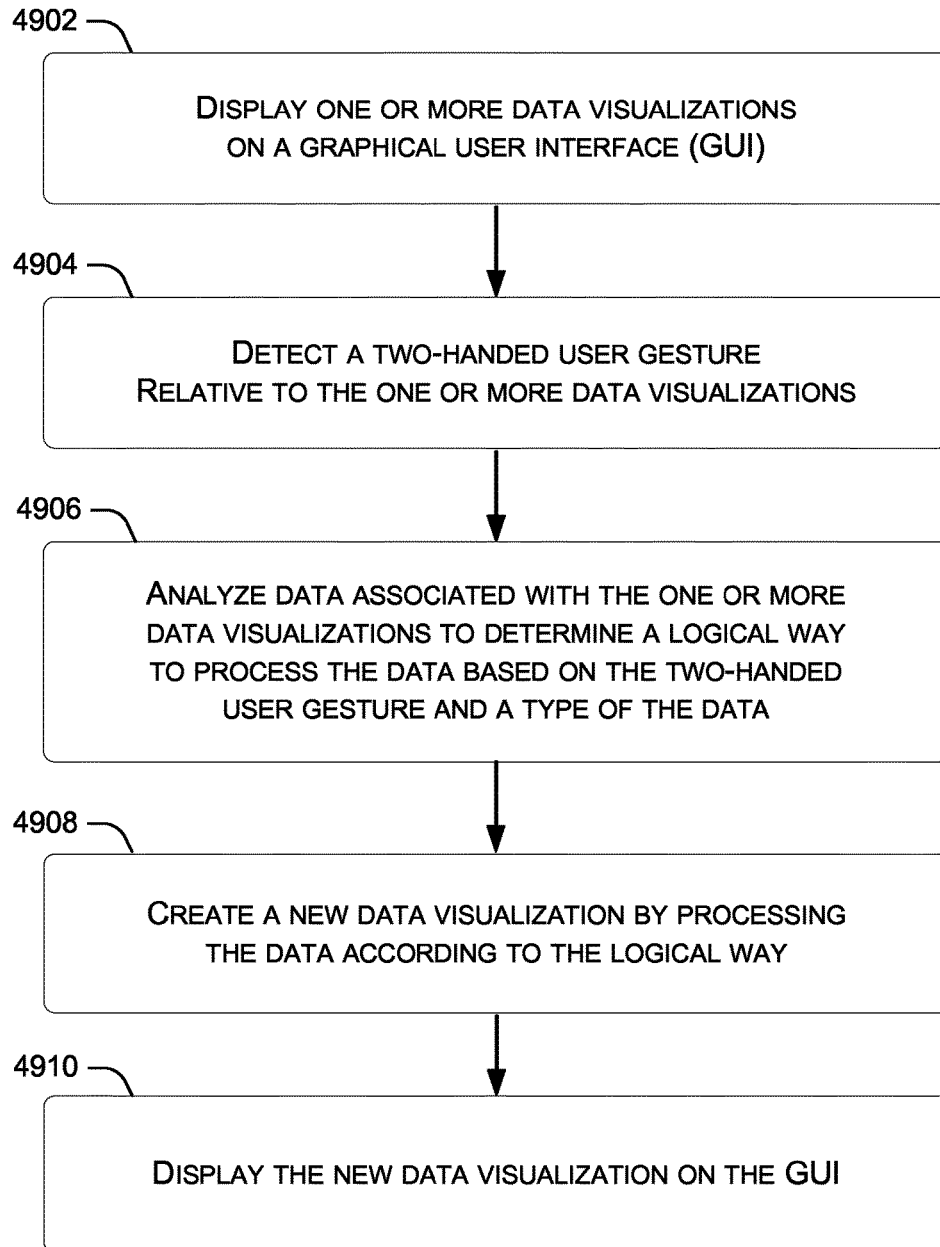 4902
DISPLAY ONE OR MORE DATA VISUALIZATIONS
ON A GRAPHICAL USER INTERFACE (GUI)
4904
DETECT A TWO-HANDED USER GESTURE
RELATIVE TO THE ONE OR MORE DATA VISUALIZATIONS
4906
ANALYZE DATA ASSOCIATED WITH THE ONE OR MORE
DATA VISUALIZATIONS TO DETERMINE A LOGICAL WAY
TO PROCESS THE DATA BASED ON THE TWO-HANDED
USER GESTURE AND A TYPE OF THE DATA
4908
CREATE A NEW DATA VISUALIZATION BY PROCESSING
THE DATA ACCORDING TO THE LOGICAL WAY
4910
DISPLAY THE NEW DATA VISUALIZATION ON THE GUI